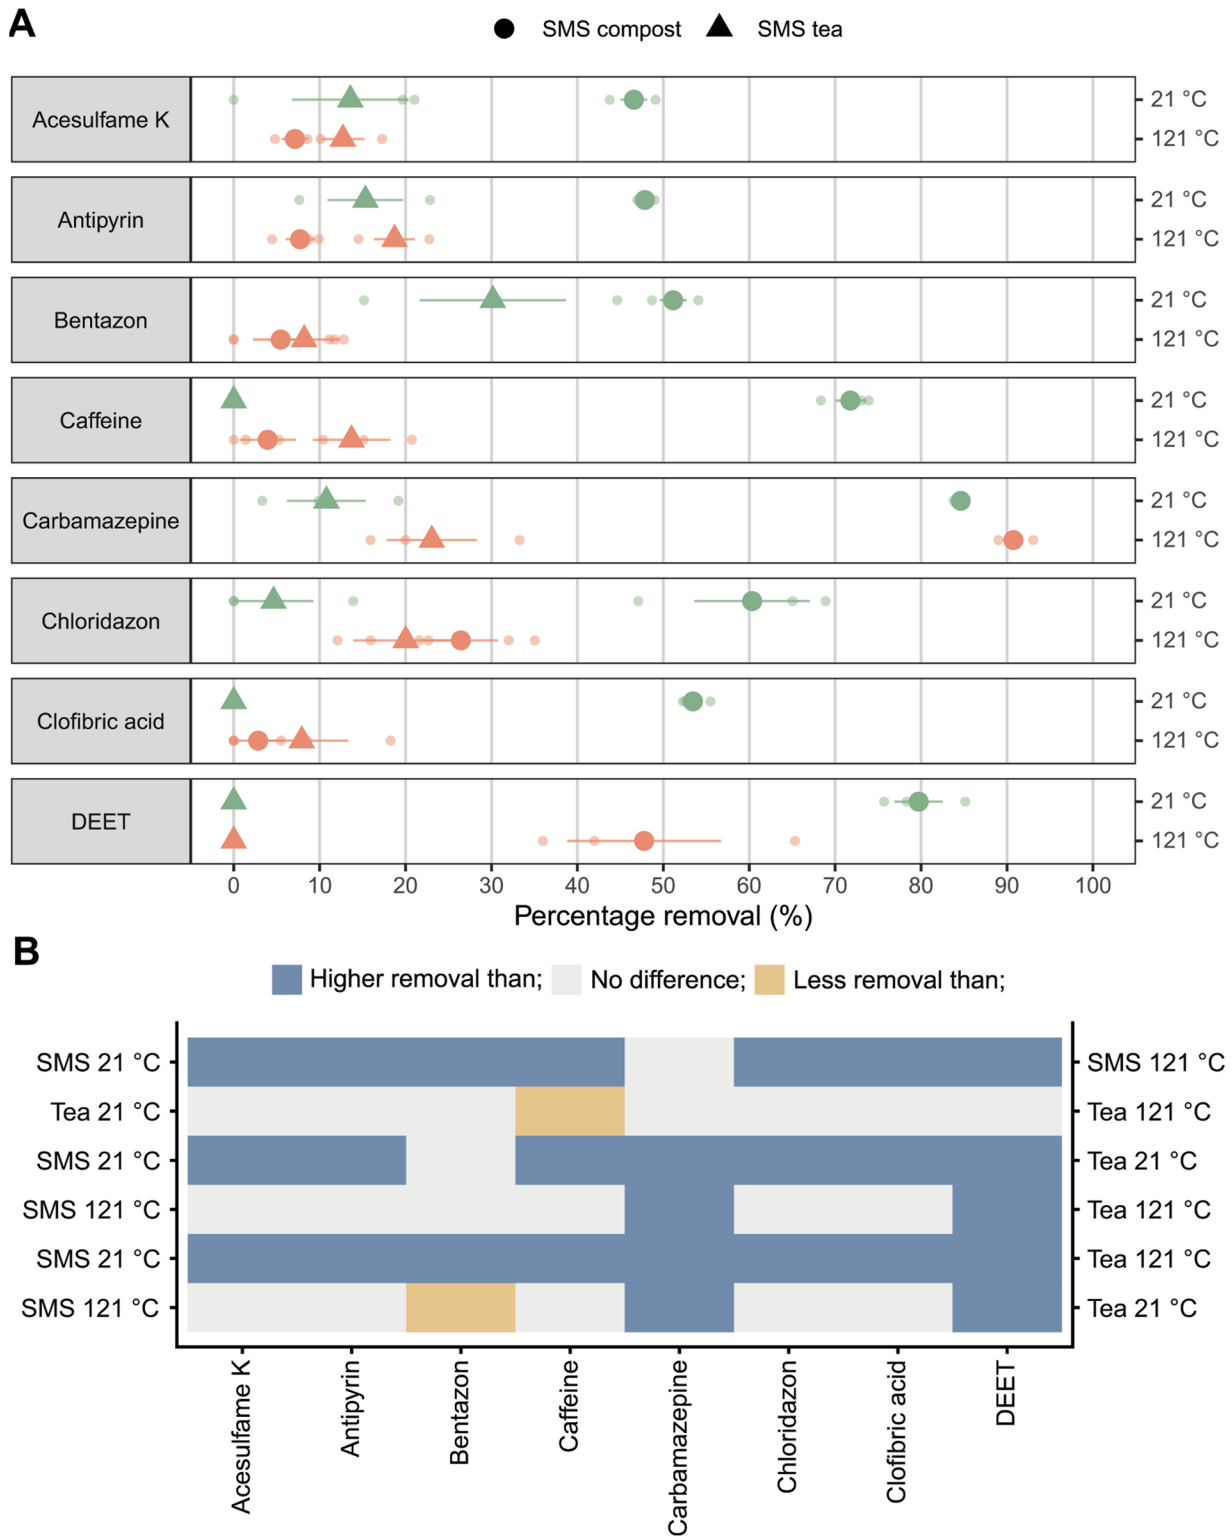 A
SMS compost SMS tea
Acesulfame K 21 °C
121 °C
Antipyrin 21 °C
121 °C
Bentazon 21 °C
121 °C
Caffeine 21 °C
121 °C
Carbamazepine 21 °C
121 °C
Chloridazon 21 °C
121 °C
Clofibric acid 21 °C
121 °C
DEET 21 °C
121 °C
0 10 20 30 40 50 60 70 80 90 100
Percentage removal (%)
B
Higher removal than; No difference; Less removal than;
SMS 21 °C SMS 121 °C
Tea 21 °C Tea 121 °C
SMS 21 °C Tea 21 °C
SMS 121 °C Tea 121 °C
SMS 21 °C Tea 121 °C
SMS 121 °C Tea 21 °C
Acesulfame K
Antipyrin
Bentazon
Caffeine
Carbamazepine
Chloridazon
Clofibric acid
DEET